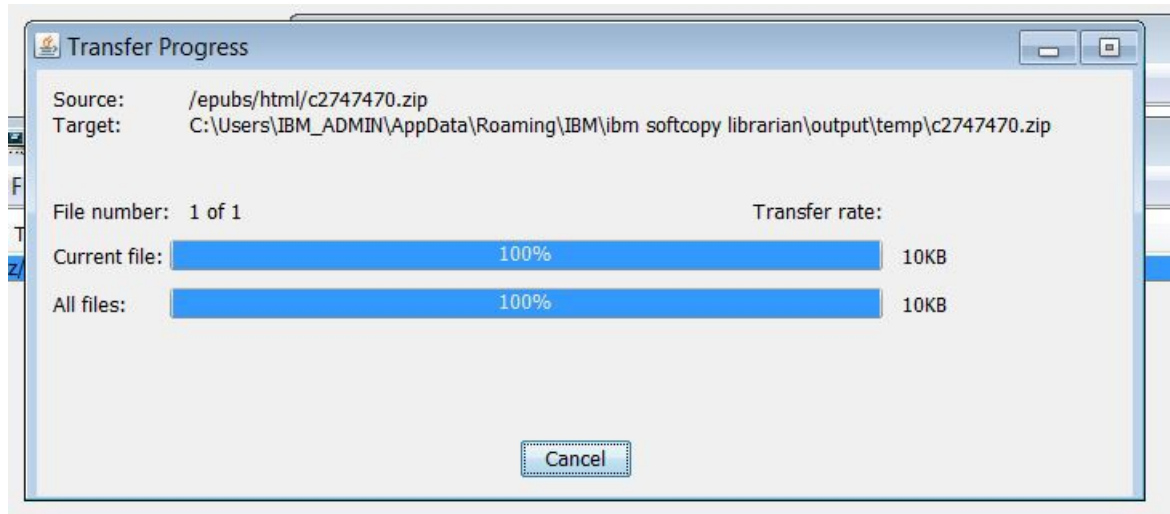 Transfer Progress
Source: /epubs/html/c2747470.zip
Target: C:\Users\IBM_ADMIN\AppData\Roaming\IBM\ibm softcopy librarian\output\temp\c2747470.zip
F
File number: 1 of 1 Transfer rate:
T
Current file: 100% 10KB
z/
All files: 100% 10KB
Cancel